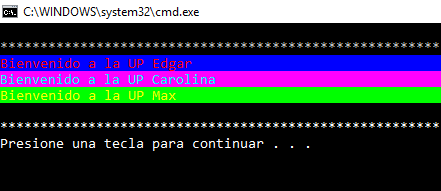 C:\WINDOWS\system32\cmd.exe
*******************************************************
Bienvenido a la UP Edgar
Bienvenido a la UP Carolina
Bienvenido a la UP Max
*******************************************************
Presione una tecla para continuar . . .